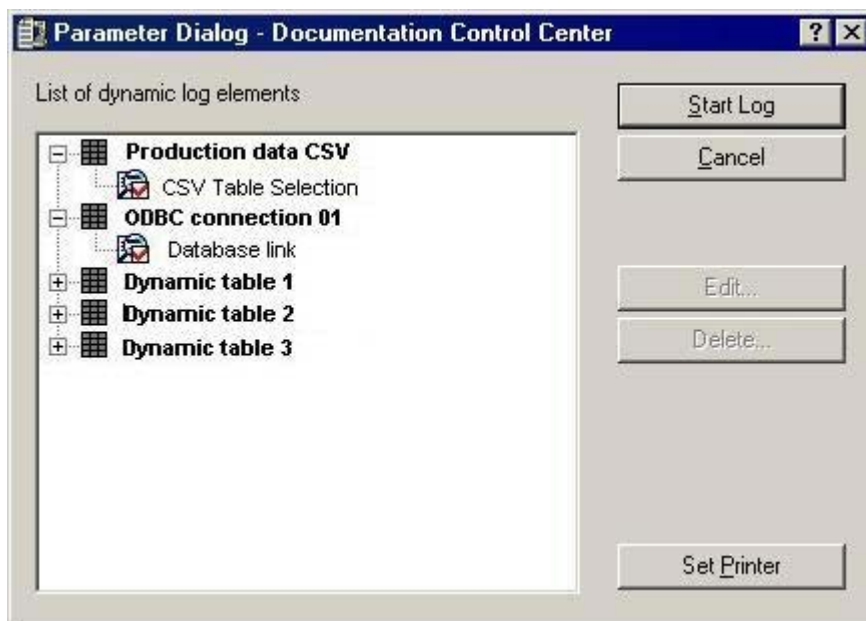 Parameter Dialog - Documentation Control Center
List of dynamic log elements
Start Log
Cancel
Production data CSV
CSV Table Selection
ODBC connection 01
Database link
Dynamic table 1
Dynamic table 2
Dynamic table 3
Edit...
Delete...
Set Printer